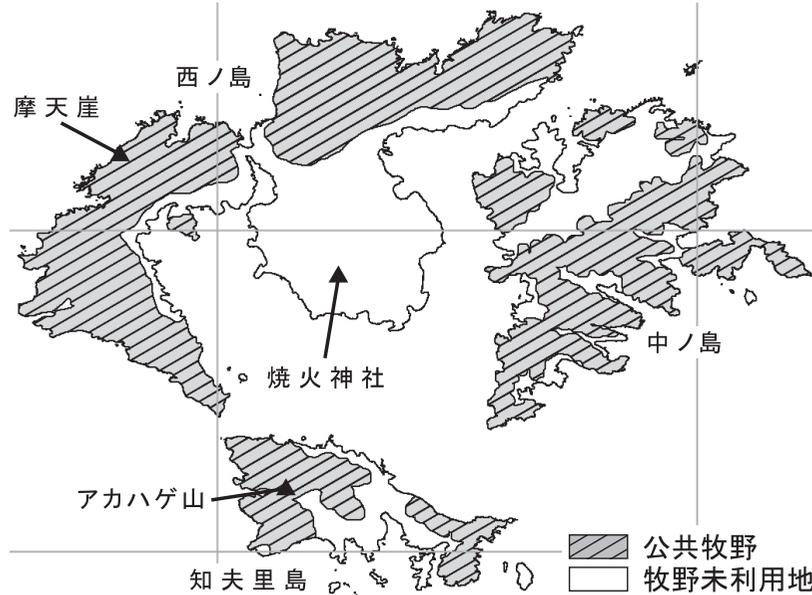 西ノ島
摩天崖
中ノ島
焼火神社
アカハゲ山
公共牧野
知夫里島
牧野未利用地